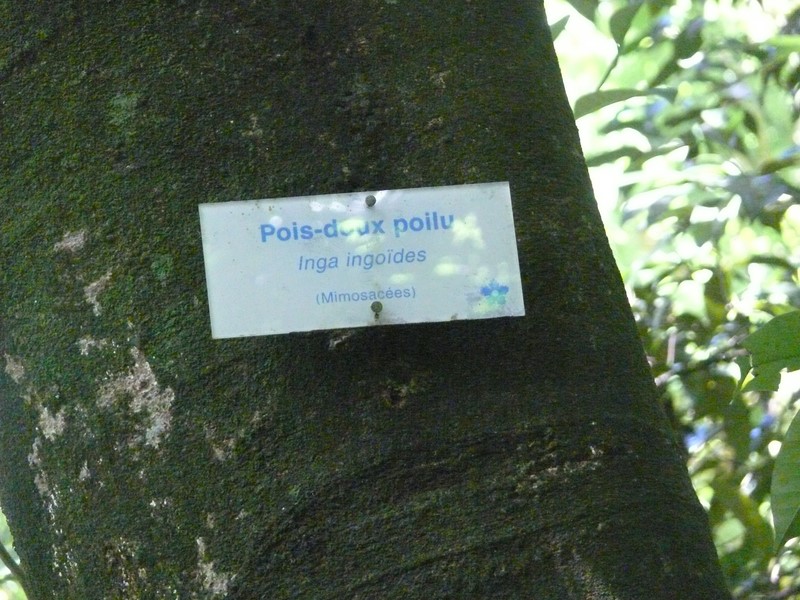 Pois-doux poilu
Inga ingoïdes
(Mimosacées)